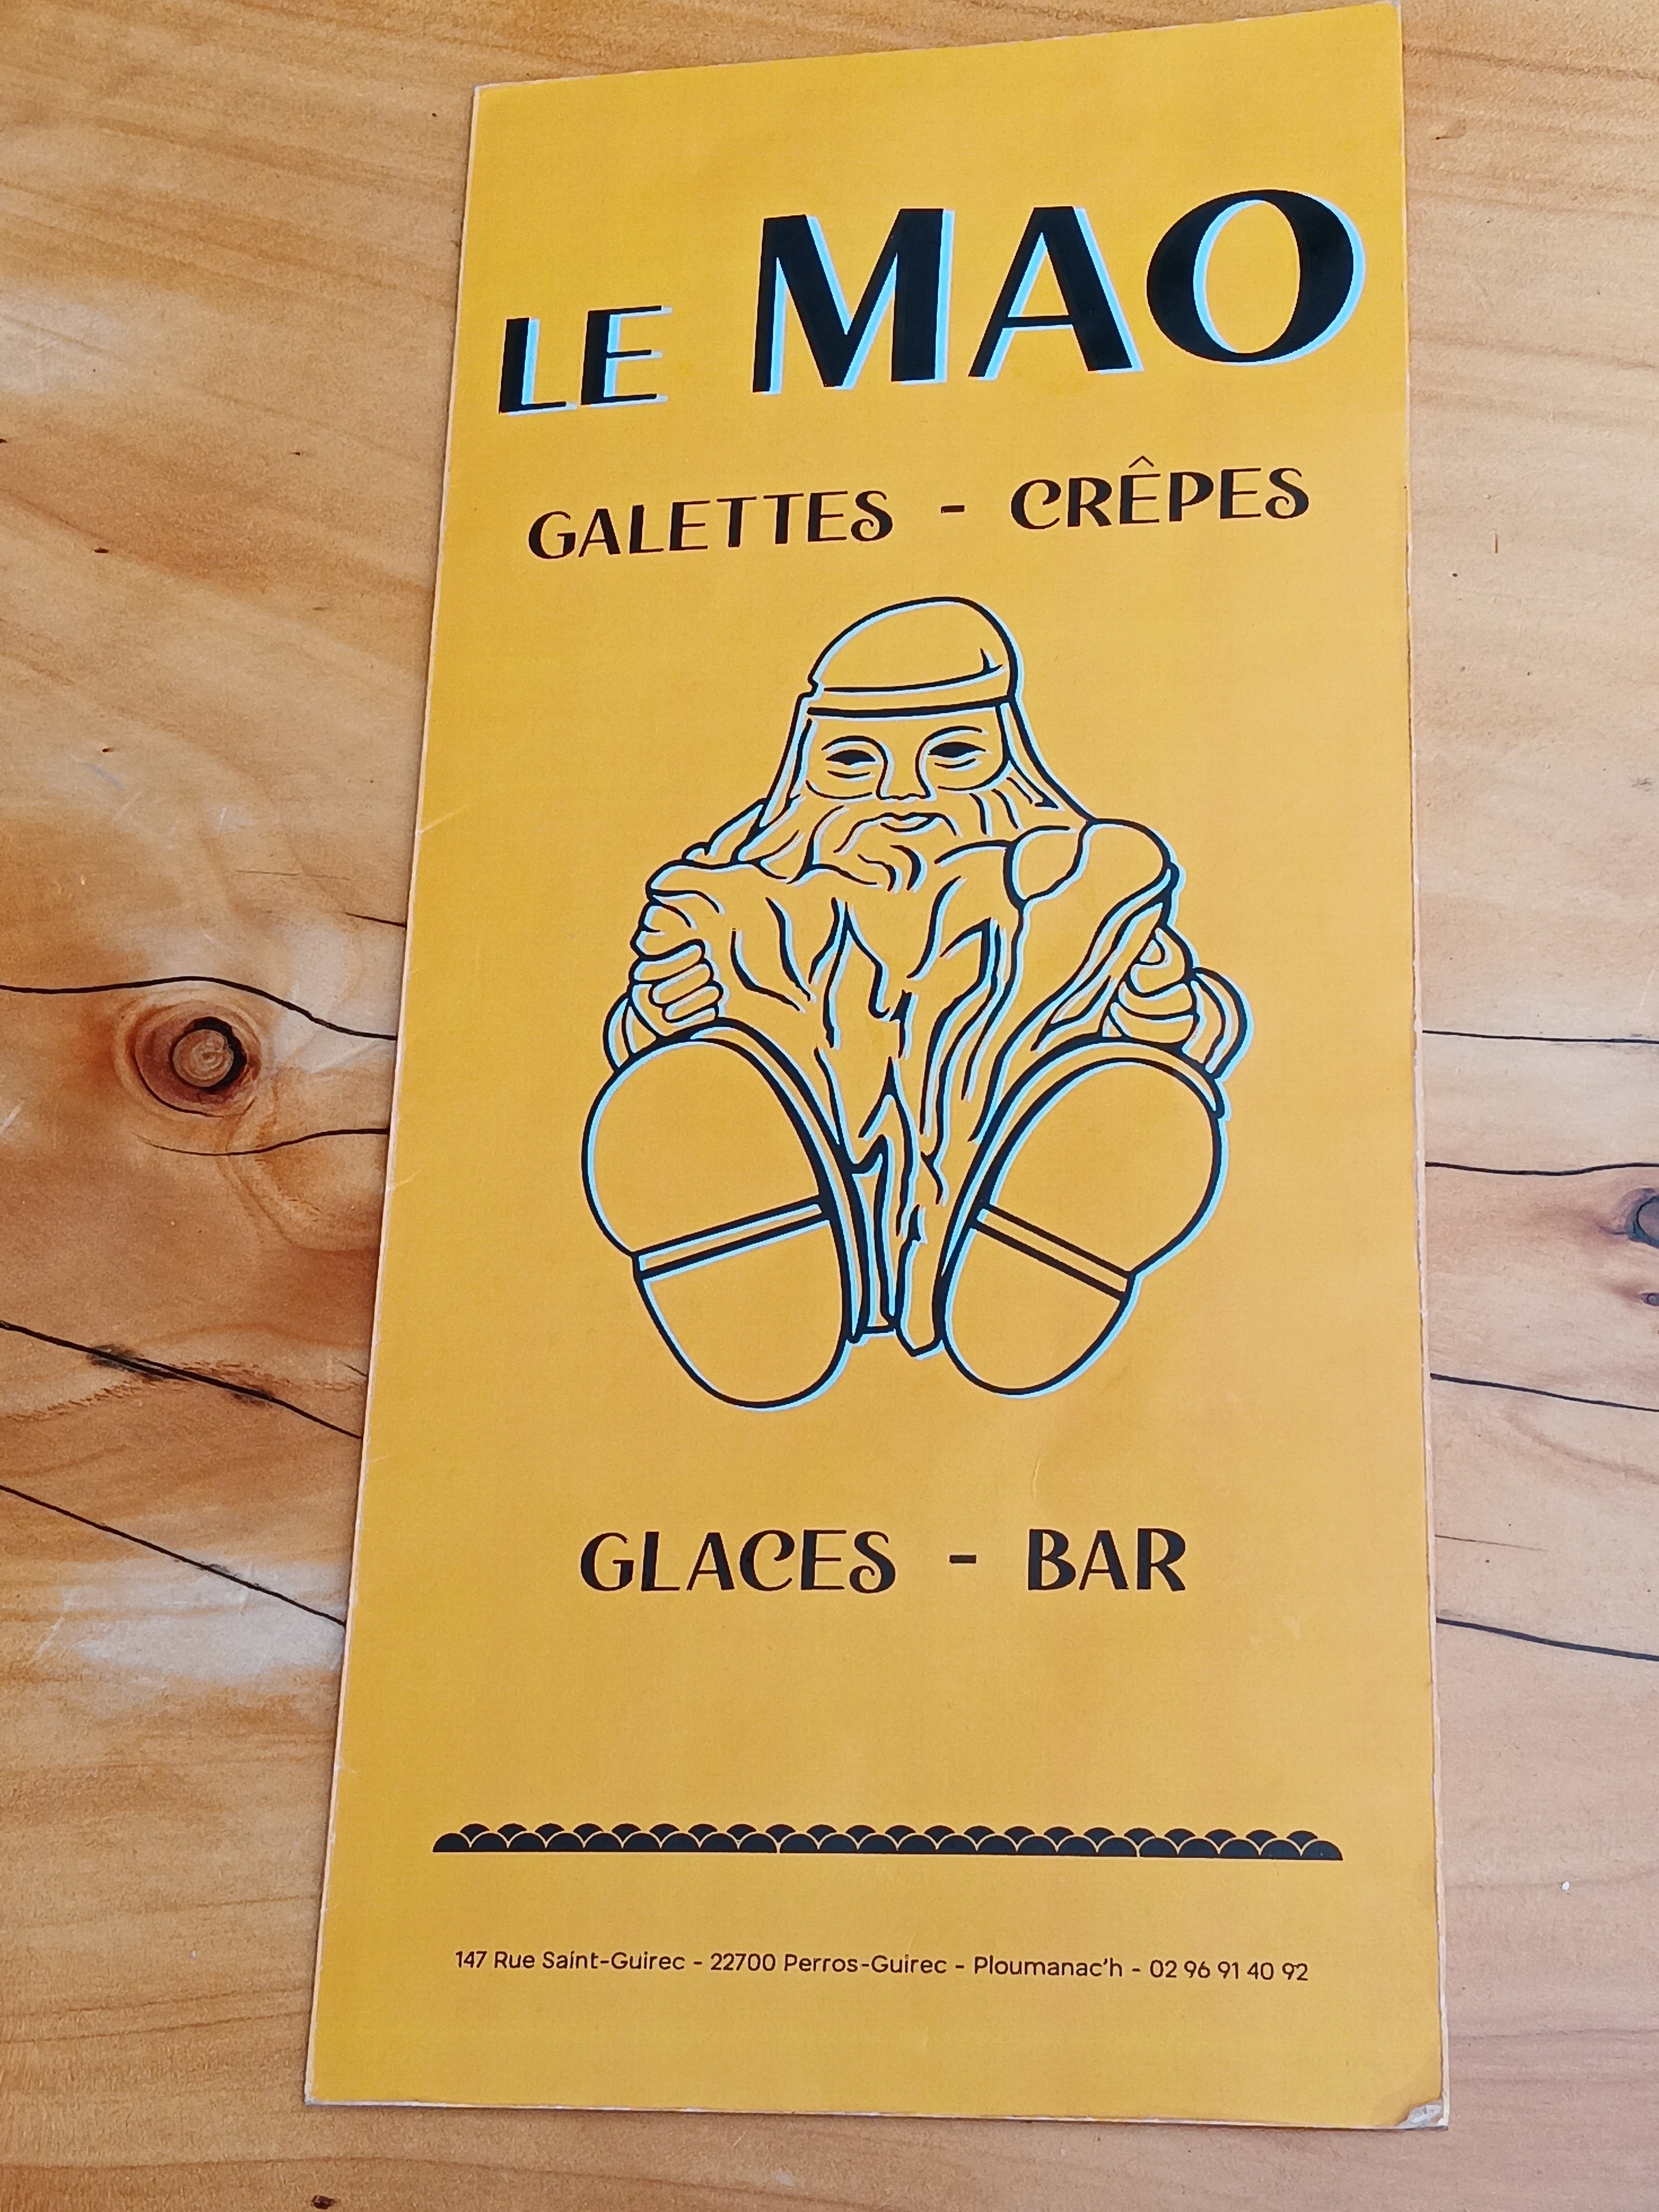 LE MAO
GALETTES - CRÊPES
GLACES - BAR
147 Rue Saint-Guirec - 22700 Perros-Guirec - Ploumanac'h - 02 96 91 40 92